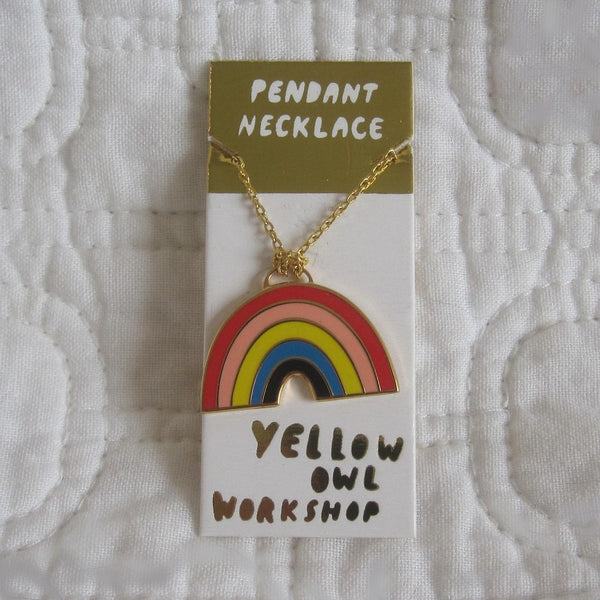 PENDANT
NECKLACE
YELLOW
OWL
WORKSHOP